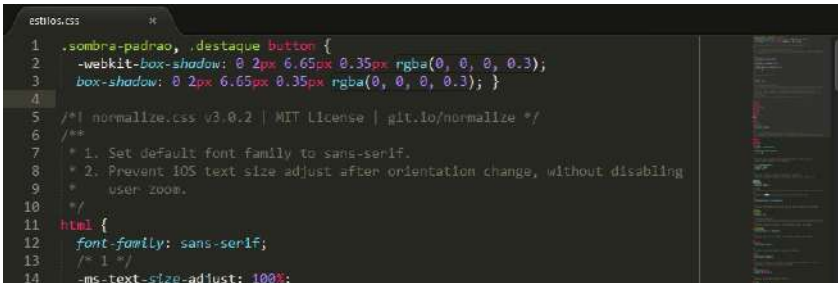 estilos.css ×
1 .sombra-padrao, .destaque button {
2 -webkit-box-shadow: 0 2px 6.65px 0.35px rgba(0, 0, 0, 0.3);
3 box-shadow: 0 2px 6.65px 0.35px rgba(0, 0, 0, 0.3); }
4
5 /*! normalize.css v3.0.2 | MIT License | git.io/normalize */
6 /**
7 * 1. Set default font family to sans-serif.
8 * 2. Prevent iOS text size adjust after orientation change, without disabling
9 * user zoom.
10 */
11 html {
12 font-family: sans-serif;
13 /* 1 */
14 -ms-text-size-adjust: 100%;